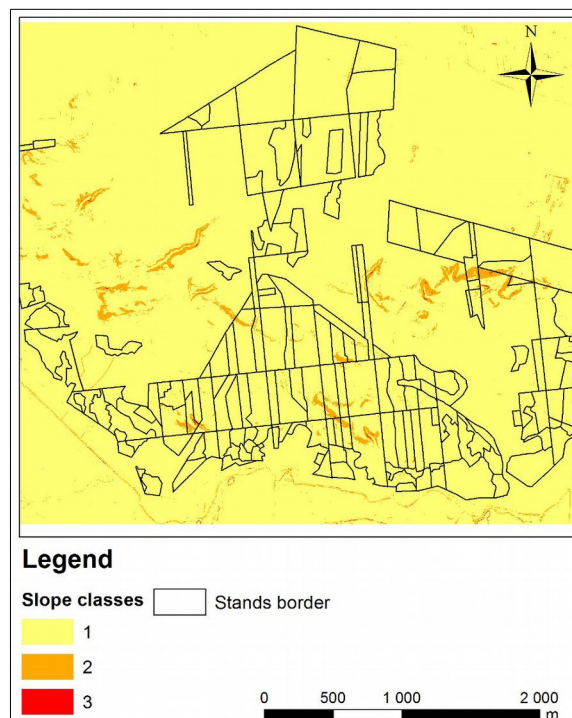 N
Legend
Slope classes
Stands border
1
2
3
0 500 1 000 2 000
m